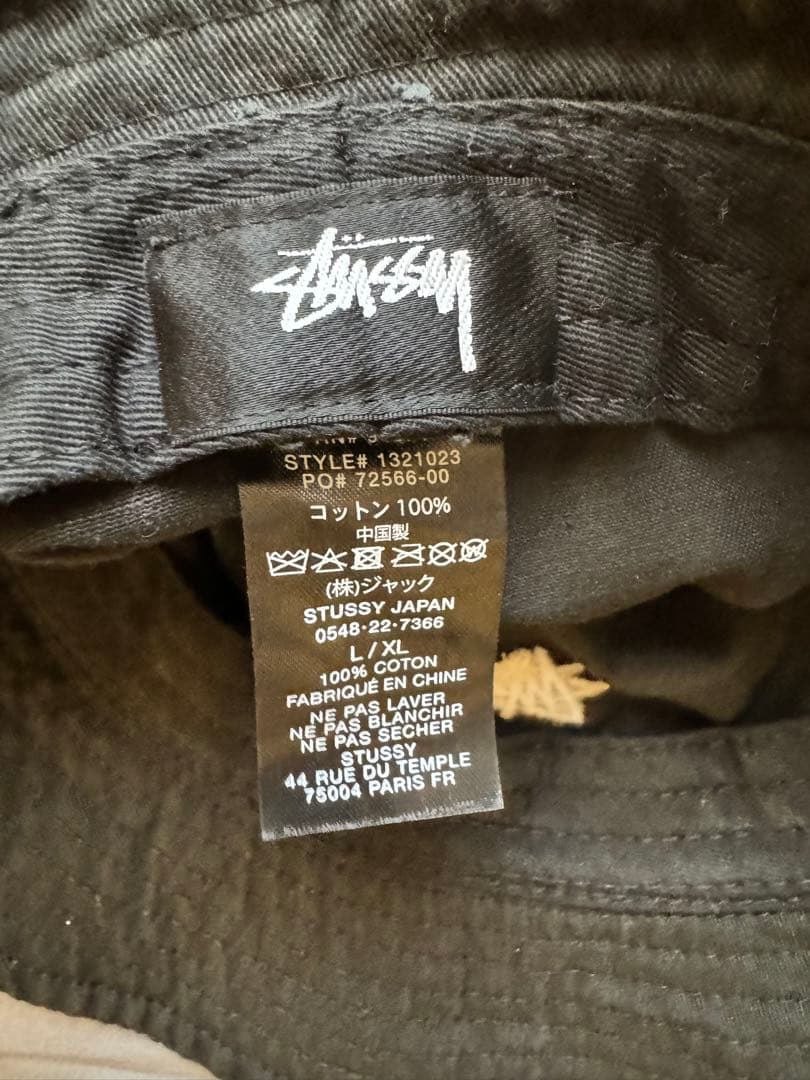 Stüssy
STYLE# 1321023
PO# 72566-00
コットン 100%
中国製
(株)ジャック
STUSSY JAPAN
0548・22・7366
L / XL
100% COTON
FABRIQUÉ EN CHINE
NE PAS LAVER
NE PAS BLANCHIR
NE PAS SECHER
STUSSY
44 RUE DU TEMPLE
75004 PARIS FR